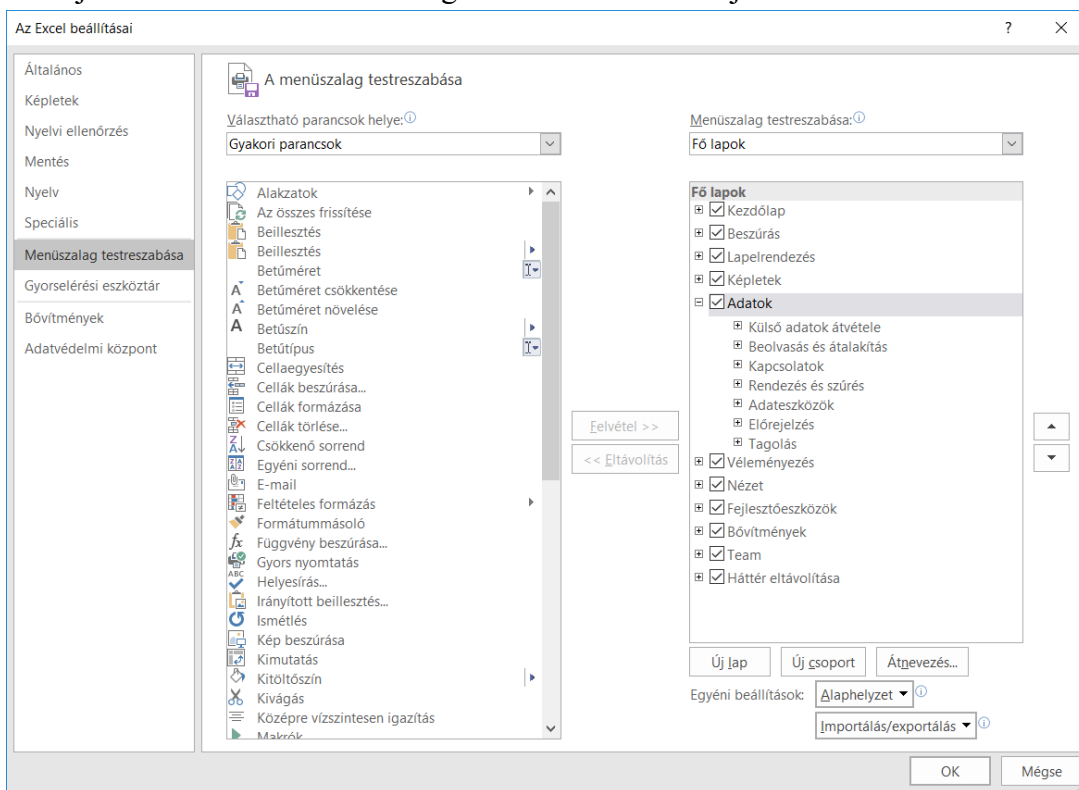 Az Excel beállításai
Általános
Képletek
Nyelvi ellenőrzés
Mentés
Nyelv
Speciális
Menüszalag testreszabása
Gyorselérési eszköztár
Bővítmények
Adatvédelmi központ
A menüszalag testreszabása
Választható parancsok helye:
Gyakori parancsok
Alakzatok
Az összes frissítése
Beillesztés
Beillesztés
Betűméret
Betűméret csökkentése
Betűméret növelése
Betűszín
Betűtípus
Cellaegyesítés
Cellák beszúrása...
Cellák formázása
Cellák törlése...
Csökkenő sorrend
Egyéni sorrend...
E-mail
Feltételes formázás
Formátummásoló
Függvény beszúrása...
Gyors nyomtatás
Helyesírás...
Irányított beillesztés...
Ismétlés
Kép beszúrása
Kimutatás
Kitöltőszín
Kivágás
Középre vízszintesen igazítás
Makrók
Felvétel >>
<< Eltávolítás
Menüszalag testreszabása:
Fő lapok
Fő lapok
Kezdőlap
Beszúrás
Lapelrendezés
Képletek
Adatok
Külső adatok átvétele
Beolvasás és átalakítás
Kapcsolatok
Rendezés és szűrés
Adateszközök
Előrejelzés
Tagolás
Véleményezés
Nézet
Fejlesztőeszközök
Bővítmények
Team
Háttér eltávolítása
Új lap Új csoport Átnevezés...
Egyéni beállítások: Alaphelyzet
Importálás/exportálás
OK Mégse